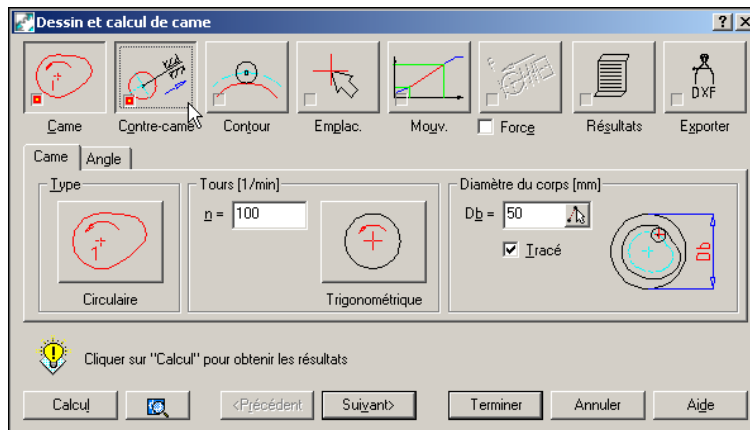 Dessin et calcul de came
DXF
Came Contre-came Contour Emplac. Mouv. Force Résultats Exporter
Came Angle
Type Tours [1/min] Diamètre du corps [mm]
n = 100 Db = 50
Tracé
Db
Circulaire Trigonométrique
Cliquer sur "Calcul" pour obtenir les résultats
Calcul <Précédent Suivant> Terminer Annuler Aide